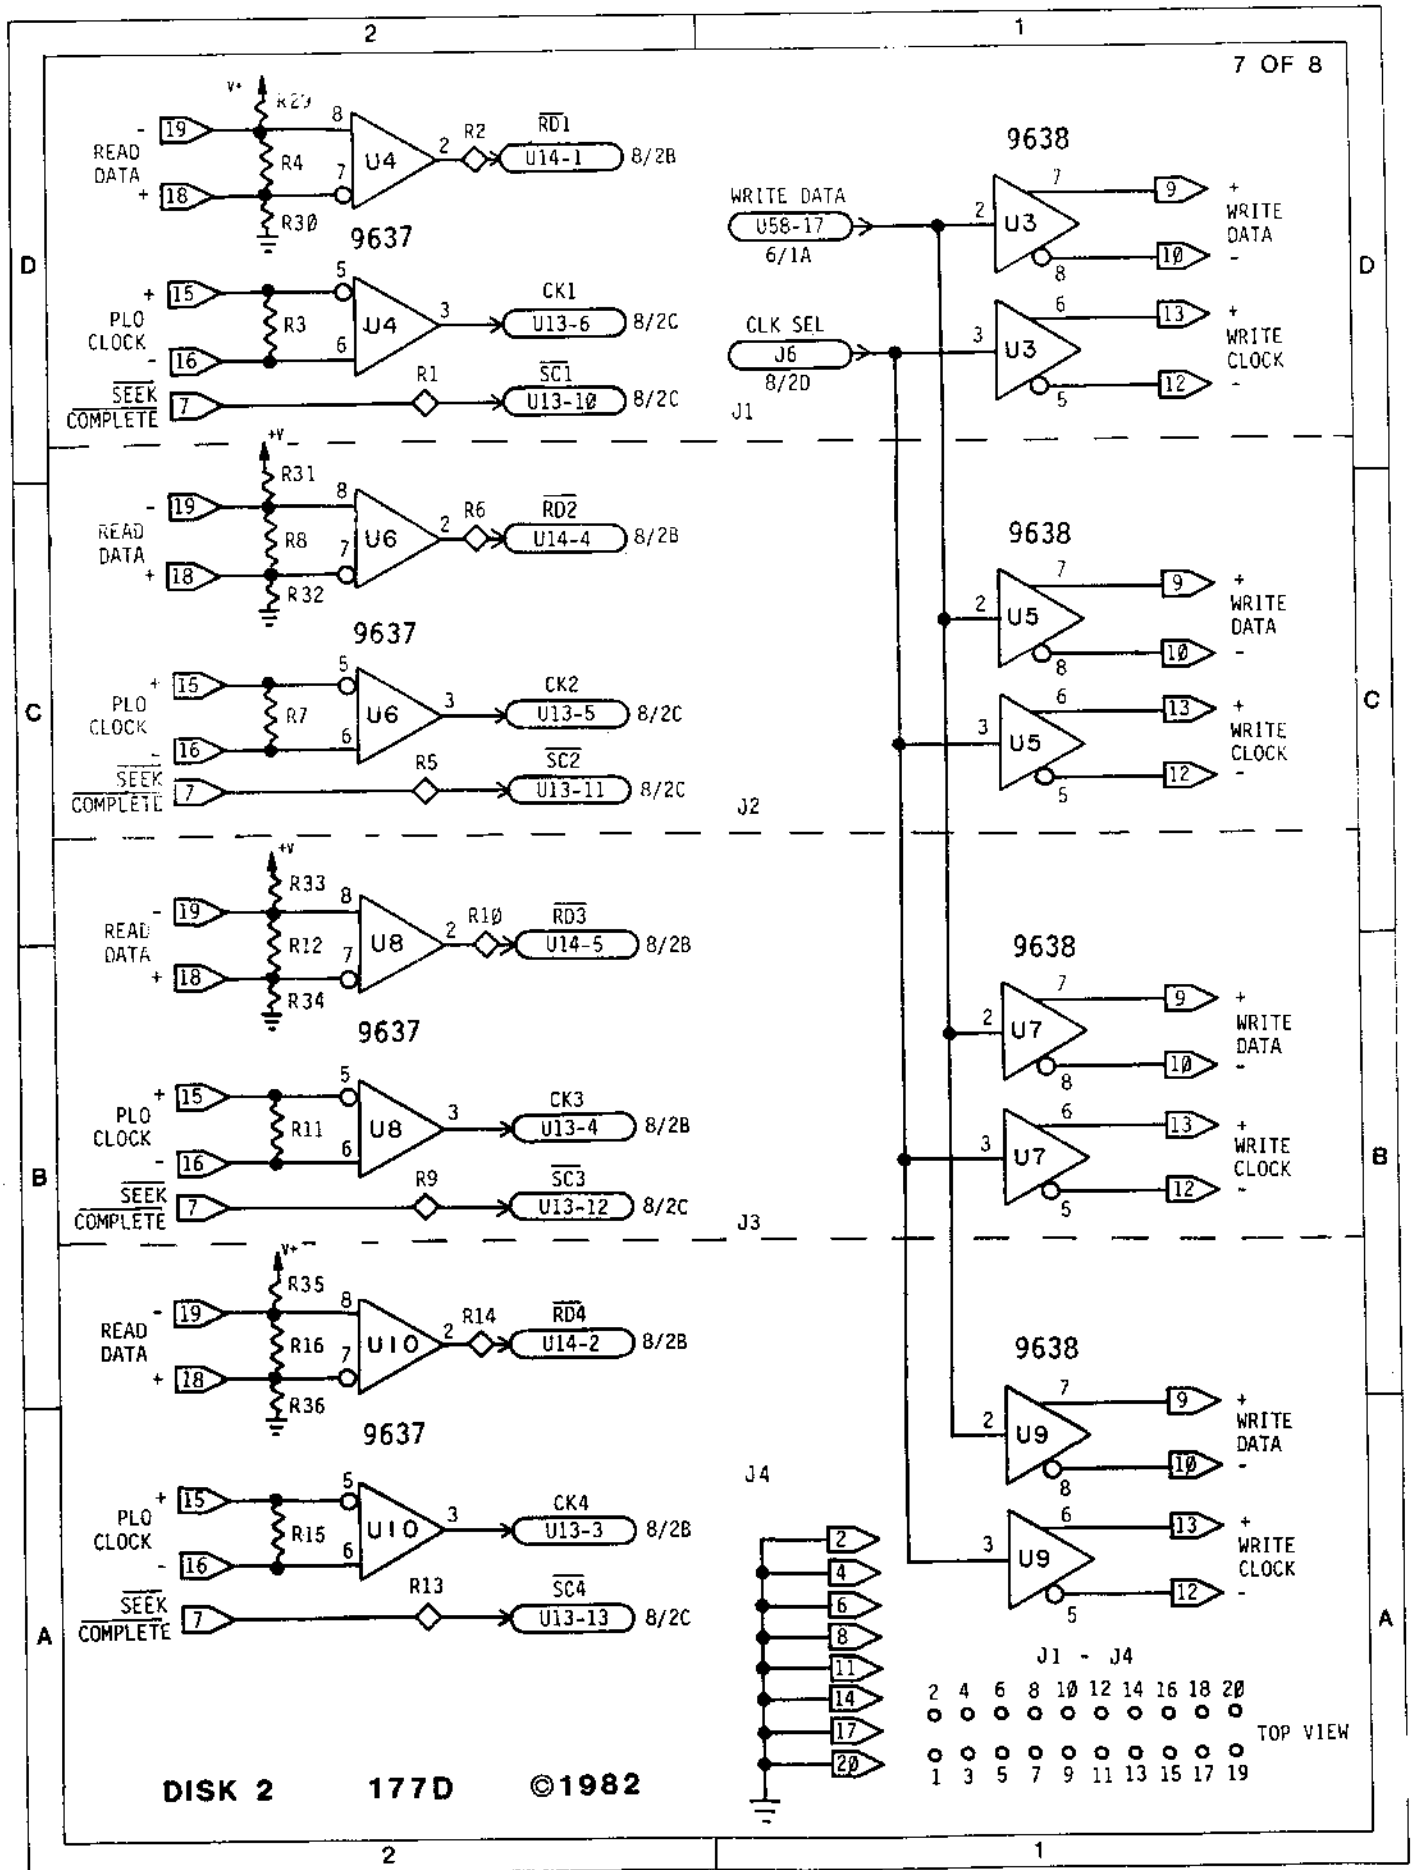 2 1
7 OF 8
V+
R29
- 19 8
READ DATA
R4 U4 2 R2 RD1 U14-1 8/2B
+ 18 7
R30
9637
+ 15 5
PLO CLOCK
R3 U4 3 CK1 U13-6 8/2C
- 16 6
SEEK COMPLETE 7 R1 SC1 U13-10 8/2C
D
WRITE DATA
U58-17
6/1A
CLK SEL
J6
8/2D
J1
9638
2 U3 7 9 +
WRITE DATA
8 10 -
3 U3 6 13 +
WRITE CLOCK
5 12 -
D
+V
R31
- 19 8
READ DATA
R8 U6 2 R6 RD2 U14-4 8/2B
+ 18 7
R32
9637
+ 15 5
PLO CLOCK
R7 U6 3 CK2 U13-5 8/2C
- 16 6
SEEK COMPLETE 7 R5 SC2 U13-11 8/2C
C
J2
9638
2 U5 7 9 +
WRITE DATA
8 10 -
3 U5 6 13 +
WRITE CLOCK
5 12 -
C
+V
R33
- 19 8
READ DATA
R12 U8 2 R10 RD3 U14-5 8/2B
+ 18 7
R34
9637
+ 15 5
PLO CLOCK
R11 U8 3 CK3 U13-4 8/2B
- 16 6
SEEK COMPLETE 7 R9 SC3 U13-12 8/2C
B
J3
9638
2 U7 7 9 +
WRITE DATA
8 10 -
3 U7 6 13 +
WRITE CLOCK
5 12 -
B
V+
R35
- 19 8
READ DATA
R16 U10 2 R14 RD4 U14-2 8/2B
+ 18 7
R36
9637
+ 15 5
PLO CLOCK
R15 U10 3 CK4 U13-3 8/2B
- 16 6
SEEK COMPLETE 7 R13 SC4 U13-13 8/2C
A
J4
9638
2 U9 7 9 +
WRITE DATA
8 10 -
3 U9 6 13 +
WRITE CLOCK
5 12 -
A
2
4
6
8
11
14
17
20
J1 - J4
2 4 6 8 10 12 14 16 18 20
TOP VIEW
1 3 5 7 9 11 13 15 17 19
DISK 2 177D ©1982
2 1